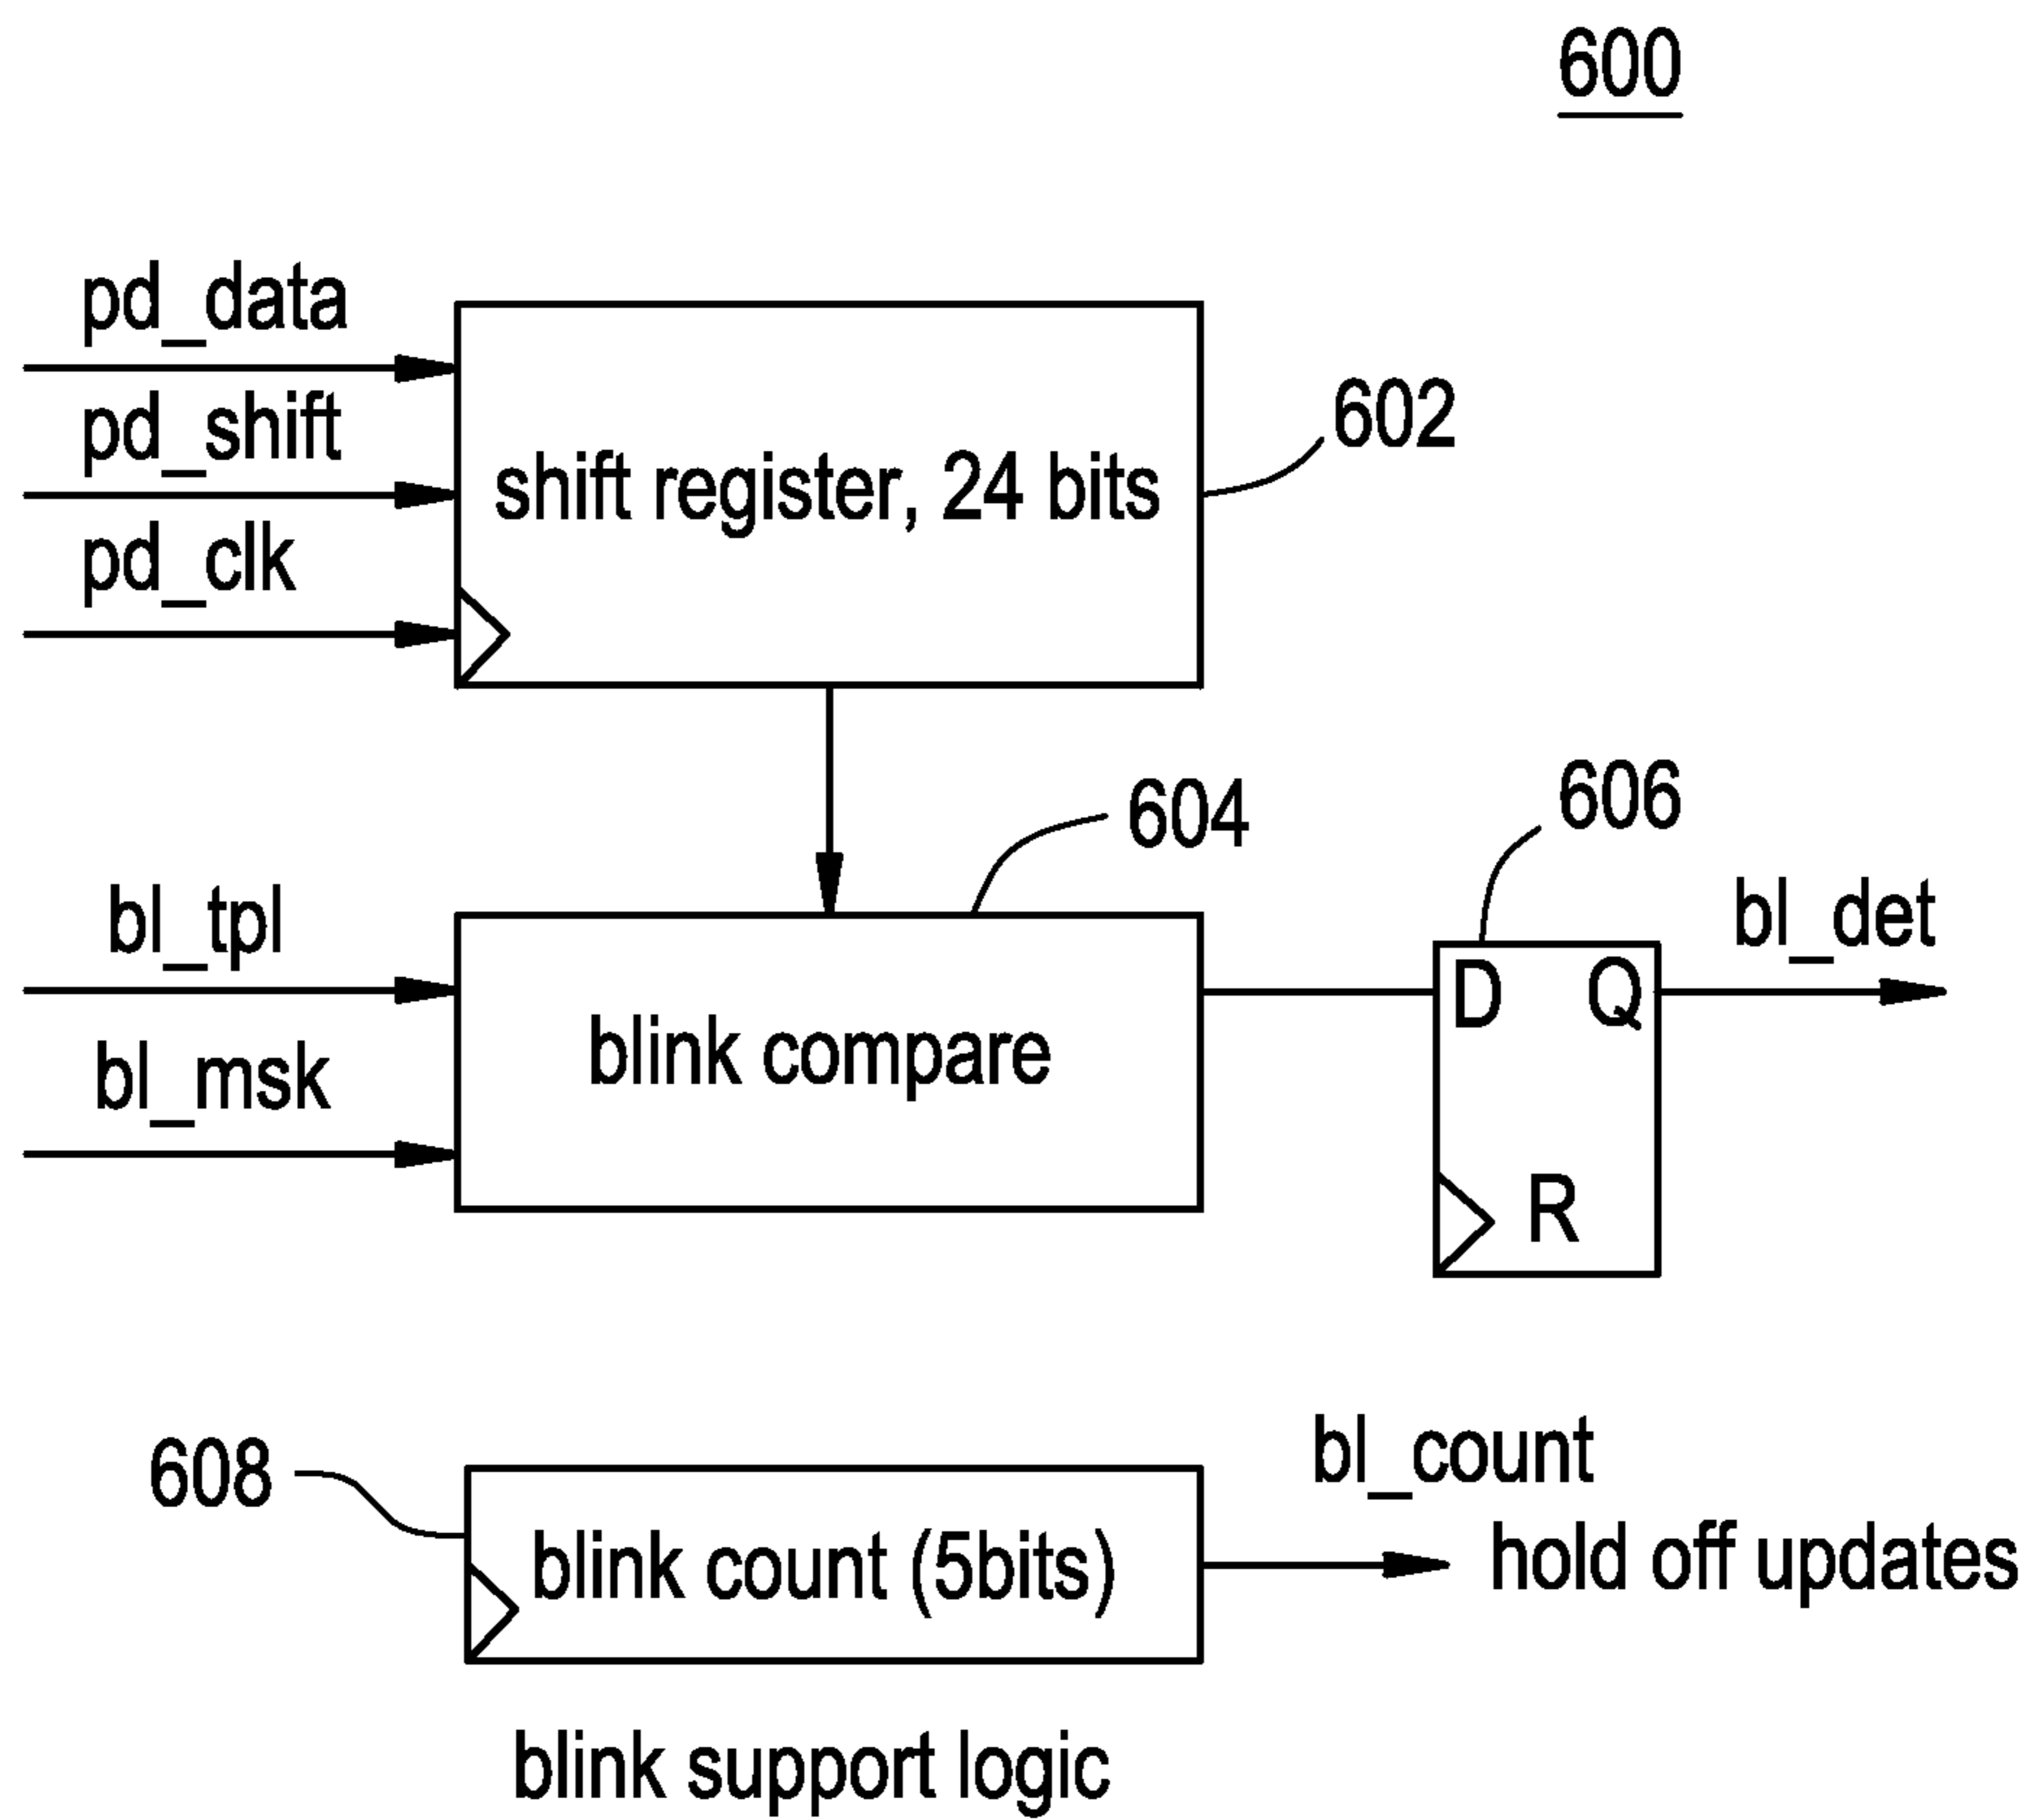 600
pd_data
pd_shift
pd_clk
shift register, 24 bits
602
604
606
bl_tpl
bl_msk
blink compare
D Q
R
bl_det
608
blink count (5bits)
bl_count
hold off updates
blink support logic